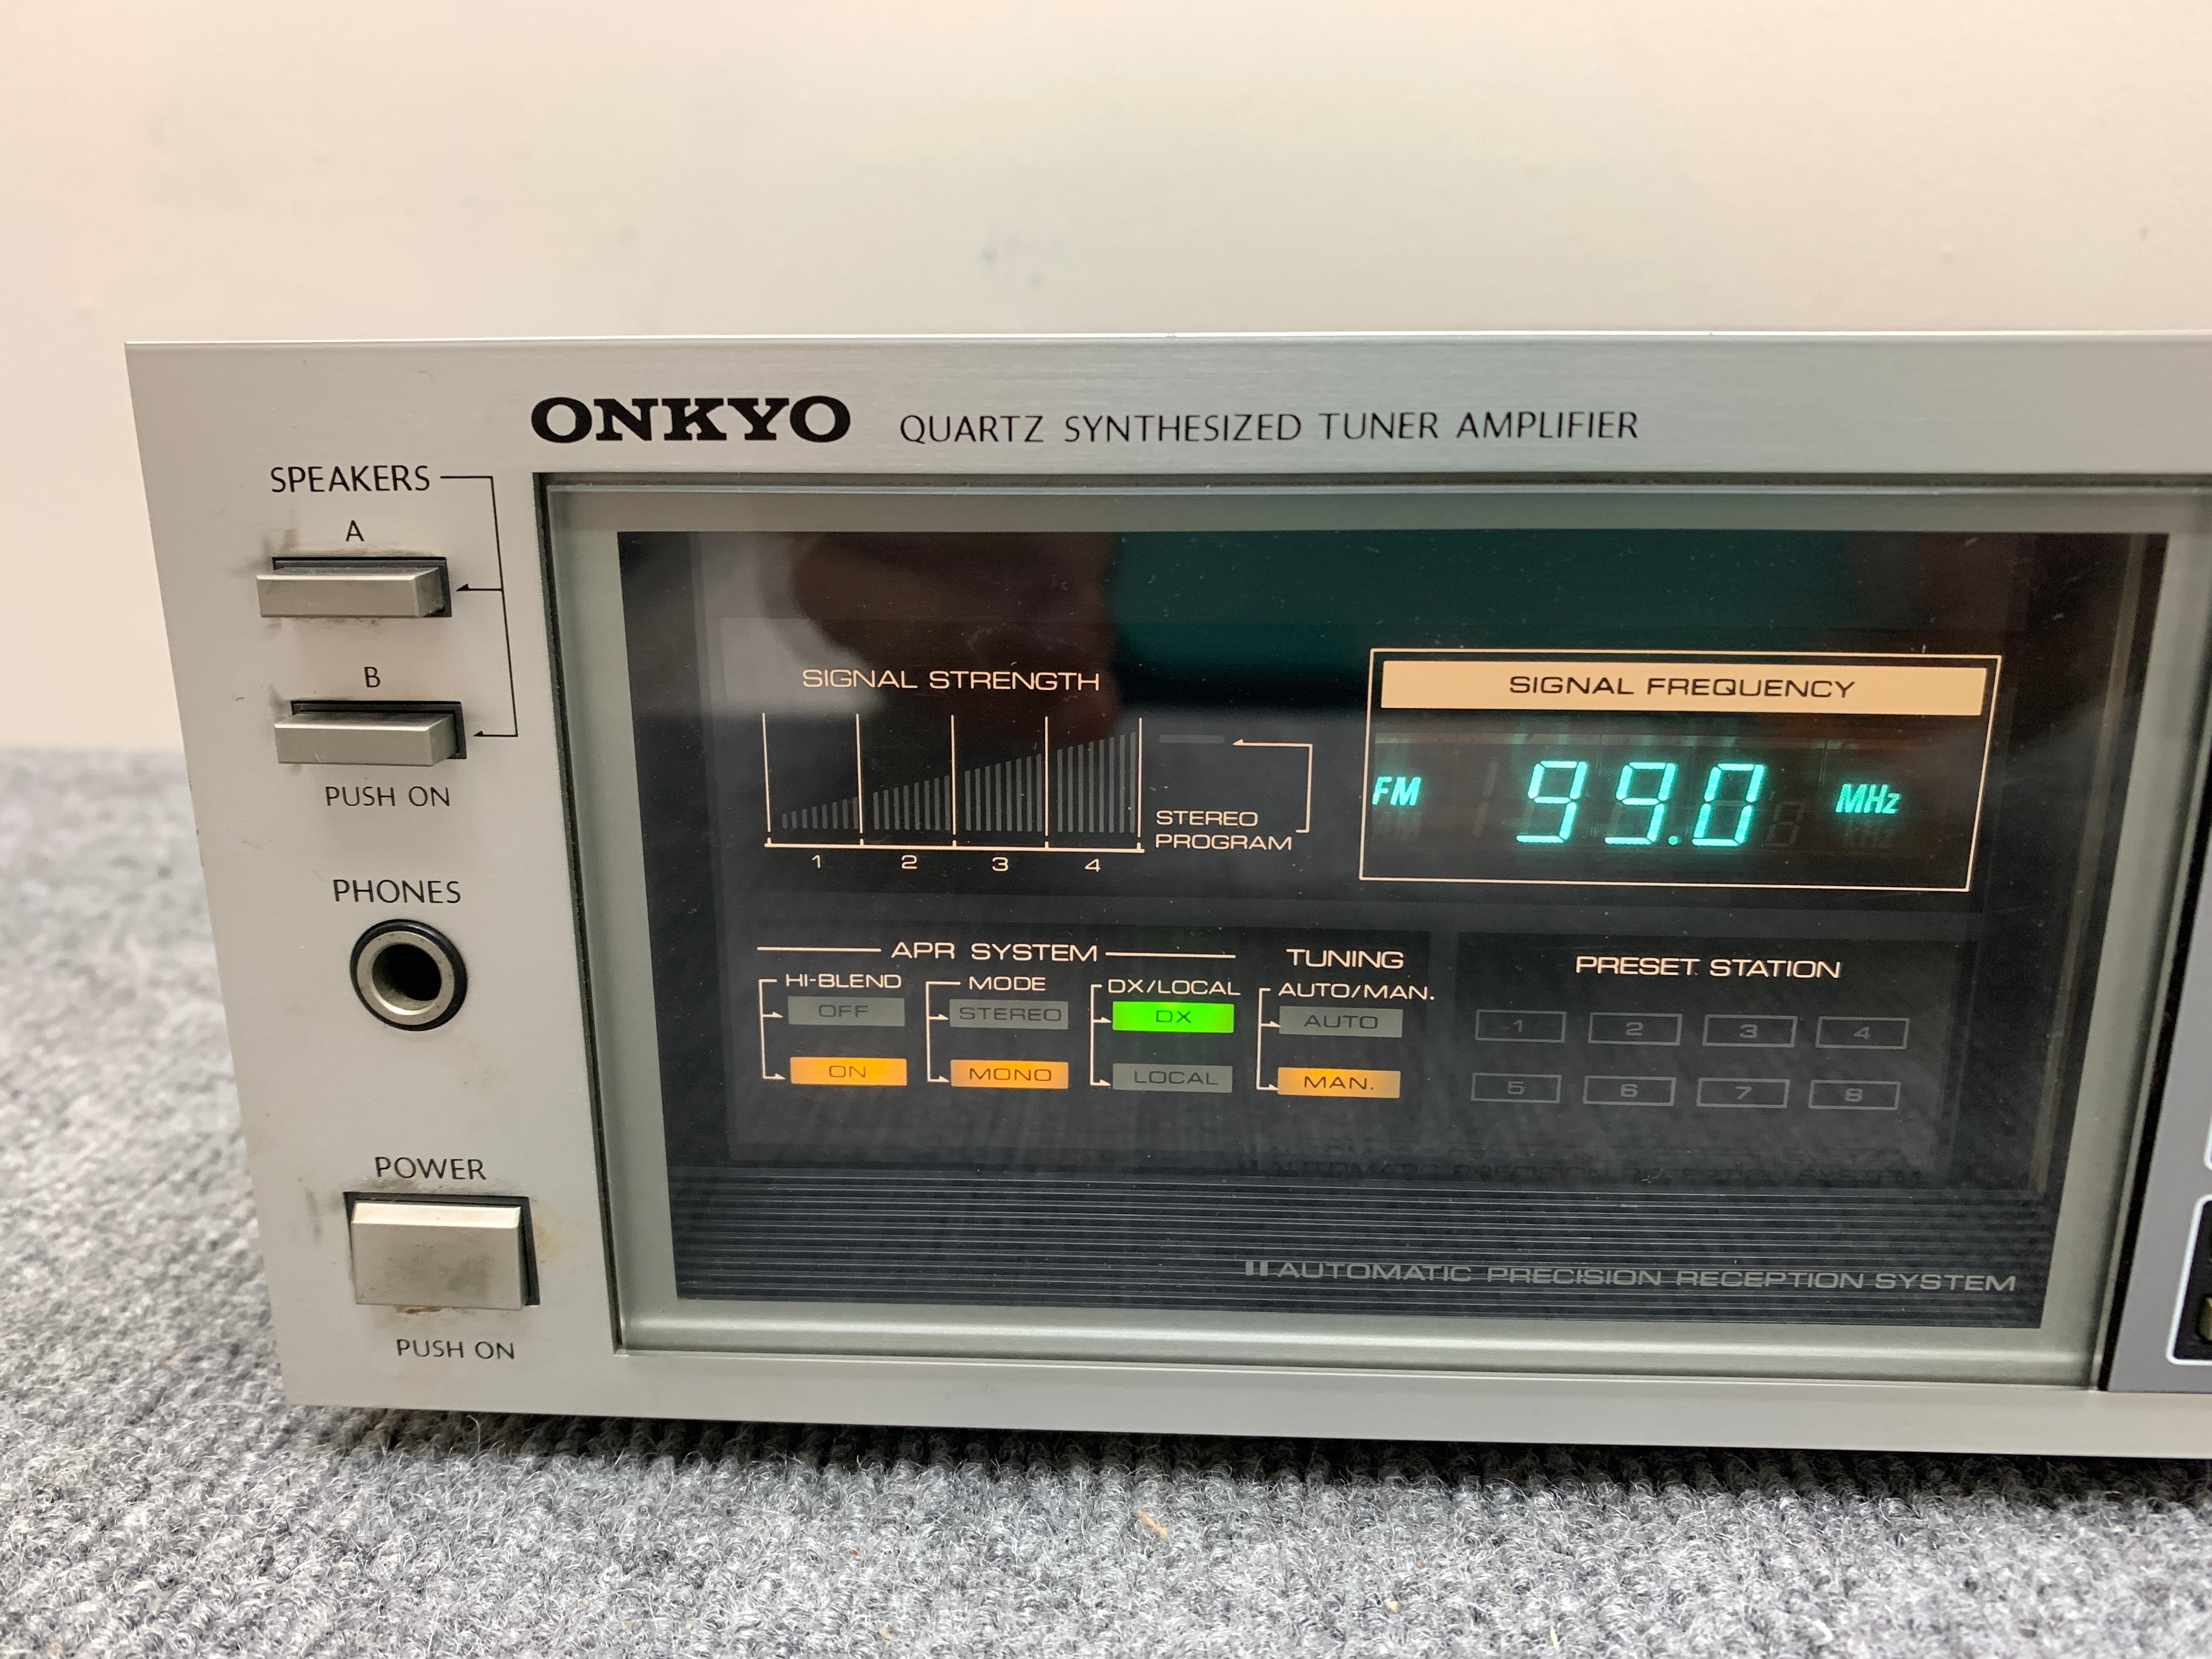 ONKYO QUARTZ SYNTHESIZED TUNER AMPLIFIER
SPEAKERS
A
B
PUSH ON
PHONES
POWER
PUSH ON
SIGNAL STRENGTH
1 2 3 4
STEREO
PROGRAM
SIGNAL FREQUENCY
FM 99.0 MHz
APR SYSTEM
HI-BLEND MODE DX/LOCAL
OFF STEREO DX
ON MONO LOCAL
TUNING
AUTO/MAN.
AUTO
MAN.
PRESET STATION
1 2 3 4
5 6 7 8
AUTOMATIC PRECISION RECEPTION SYSTEM